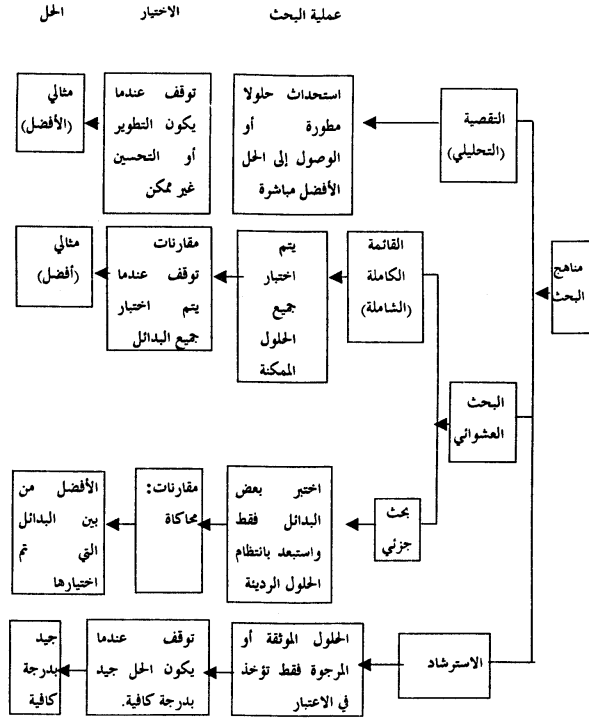 عملية البحث
الاختيار
الحل
مناهج
البحث
التقصية
(التحليلي)
استحداث حلولا
مطورة أو
الوصول إلى الحل
الأفضل مباشرة
توقف عندما
يكون التطوير
أو التحسين
غير ممكن
مثالي
(الأفضل)
البحث
العشوائي
القائمة
الكاملة
(الشاملة)
يتم
اختبار
جميع
الحلول
الممكنة
مقارنات
توقف عندما
يتم اختبار
جميع البدائل
مثالي
(أفضل)
بحث
جزئي
اختبر بعض
البدائل فقط
واستبعد بانتظام
الحلول الرديئة
مقارنات:
محاكاة
الأفضل من
بين البدائل
التي تم
اختيارها
الاسترشاد
الحلول الموثقة أو
المرجوة فقط تؤخذ
في الاعتبار
توقف عندما
يكون الحل جيد
بدرجة كافية.
جيد
بدرجة
كافية